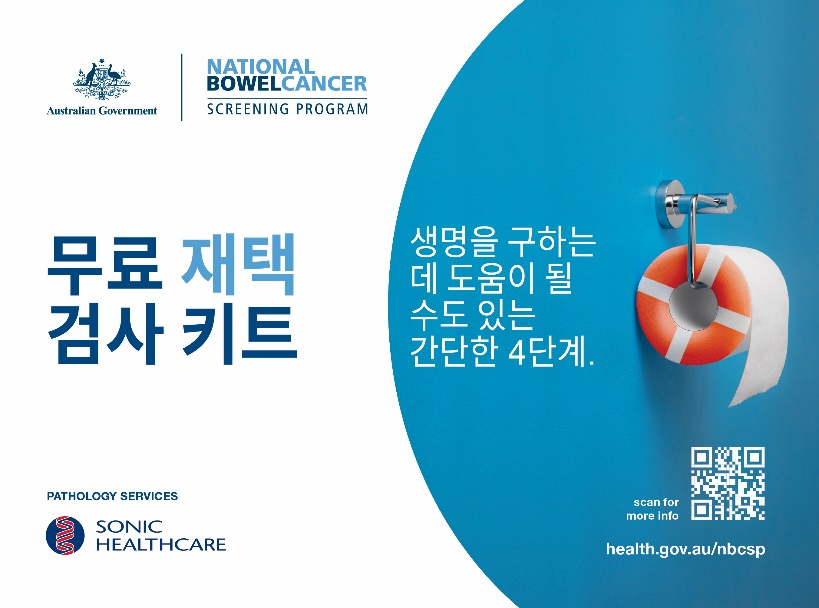 Australian Government
NATIONAL
BOWELCANCER
SCREENING PROGRAM
무료 재택
검사 키트
생명을 구하는
데 도움이 될
수도 있는
간단한 4단계.
PATHOLOGY SERVICES
SONIC
HEALTHCARE
scan for
more info
health.gov.au/nbcsp